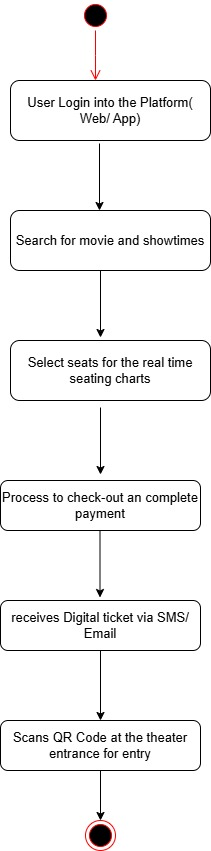 User Login into the Platform(
Web/ App)
Search for movie and showtimes
Select seats for the real time
seating charts
Process to check-out an complete
payment
receives Digital ticket via SMS/
Email
Scans QR Code at the theater
entrance for entry